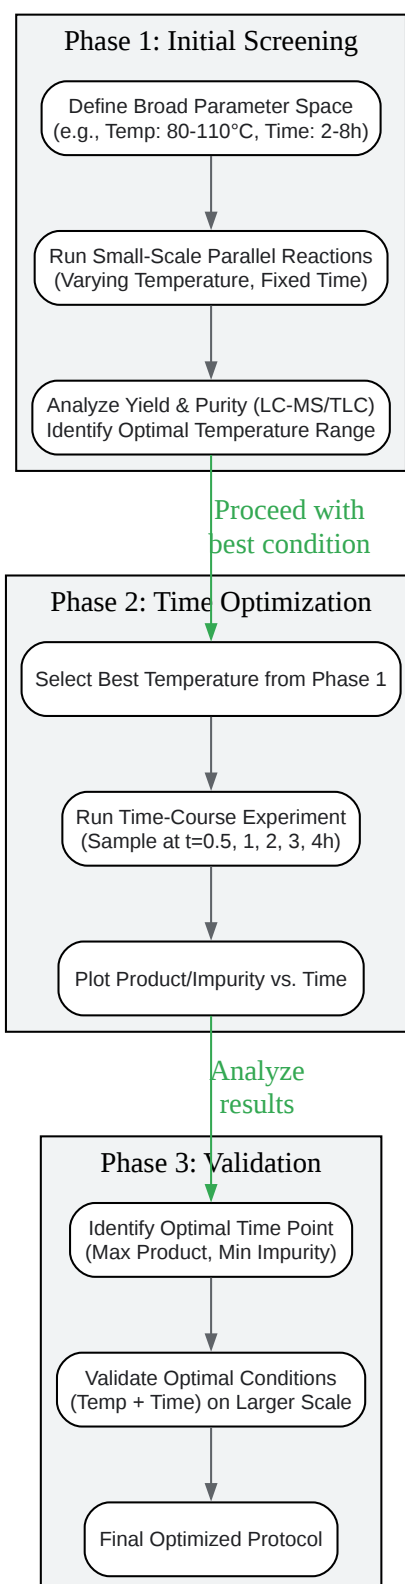 Phase 1: Initial Screening
Define Broad Parameter Space
(e.g., Temp: 80-110°C, Time: 2-8h)
Run Small-Scale Parallel Reactions
(Varying Temperature, Fixed Time)
Analyze Yield & Purity (LC-MS/TLC)
Identify Optimal Temperature Range
Proceed with
best condition
Phase 2: Time Optimization
Select Best Temperature from Phase 1
Run Time-Course Experiment
(Sample at t=0.5, 1, 2, 3, 4h)
Plot Product/Impurity vs. Time
Analyze
results
Phase 3: Validation
Identify Optimal Time Point
(Max Product, Min Impurity)
Validate Optimal Conditions
(Temp + Time) on Larger Scale
Final Optimized Protocol